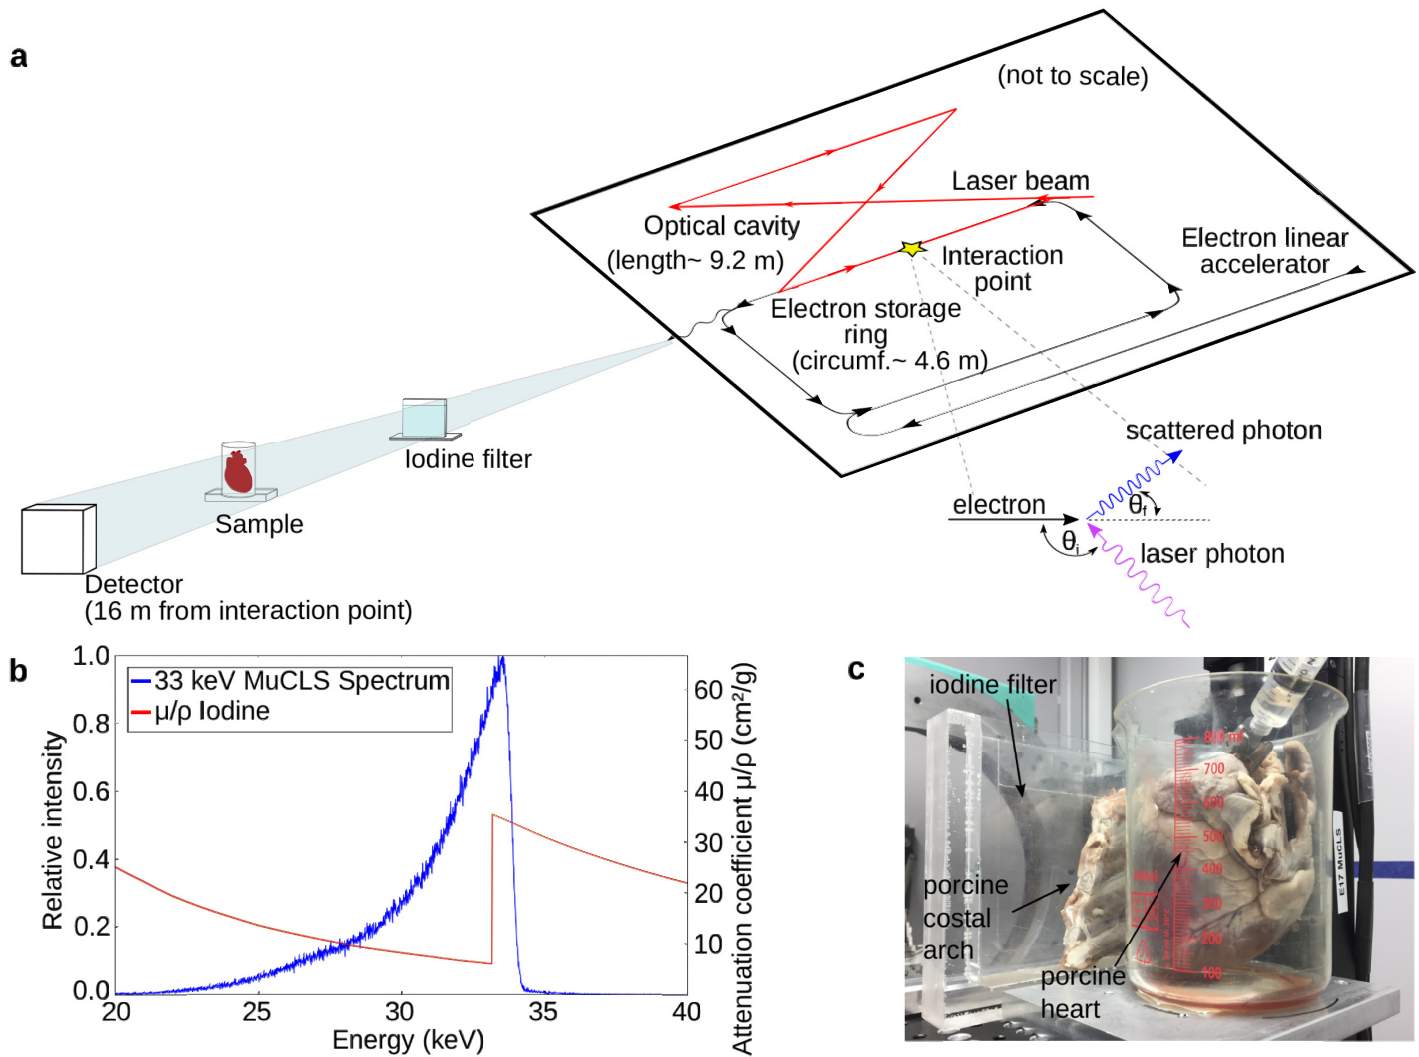 a
(not to scale)
Laser beam
Optical cavity
(length~ 9.2 m)
Interaction
point
Electron linear
accelerator
Electron storage
ring
(circumf.~ 4.6 m)
Iodine filter
Sample
Detector
(16 m from interaction point)
scattered photon
electron
θf
θi
laser photon
b
33 keV MuCLS Spectrum
μ/ρ Iodine
Relative intensity
1.0
0.8
0.6
0.4
0.2
0.0
20
25
30
35
40
Energy (keV)
60
50
40
30
20
10
Attenuation coefficient μ/ρ (cm²/g)
c
iodine filter
porcine
costal
arch
porcine
heart
800 ml
700
600
500
400
300
200
100
E17 MuCLS